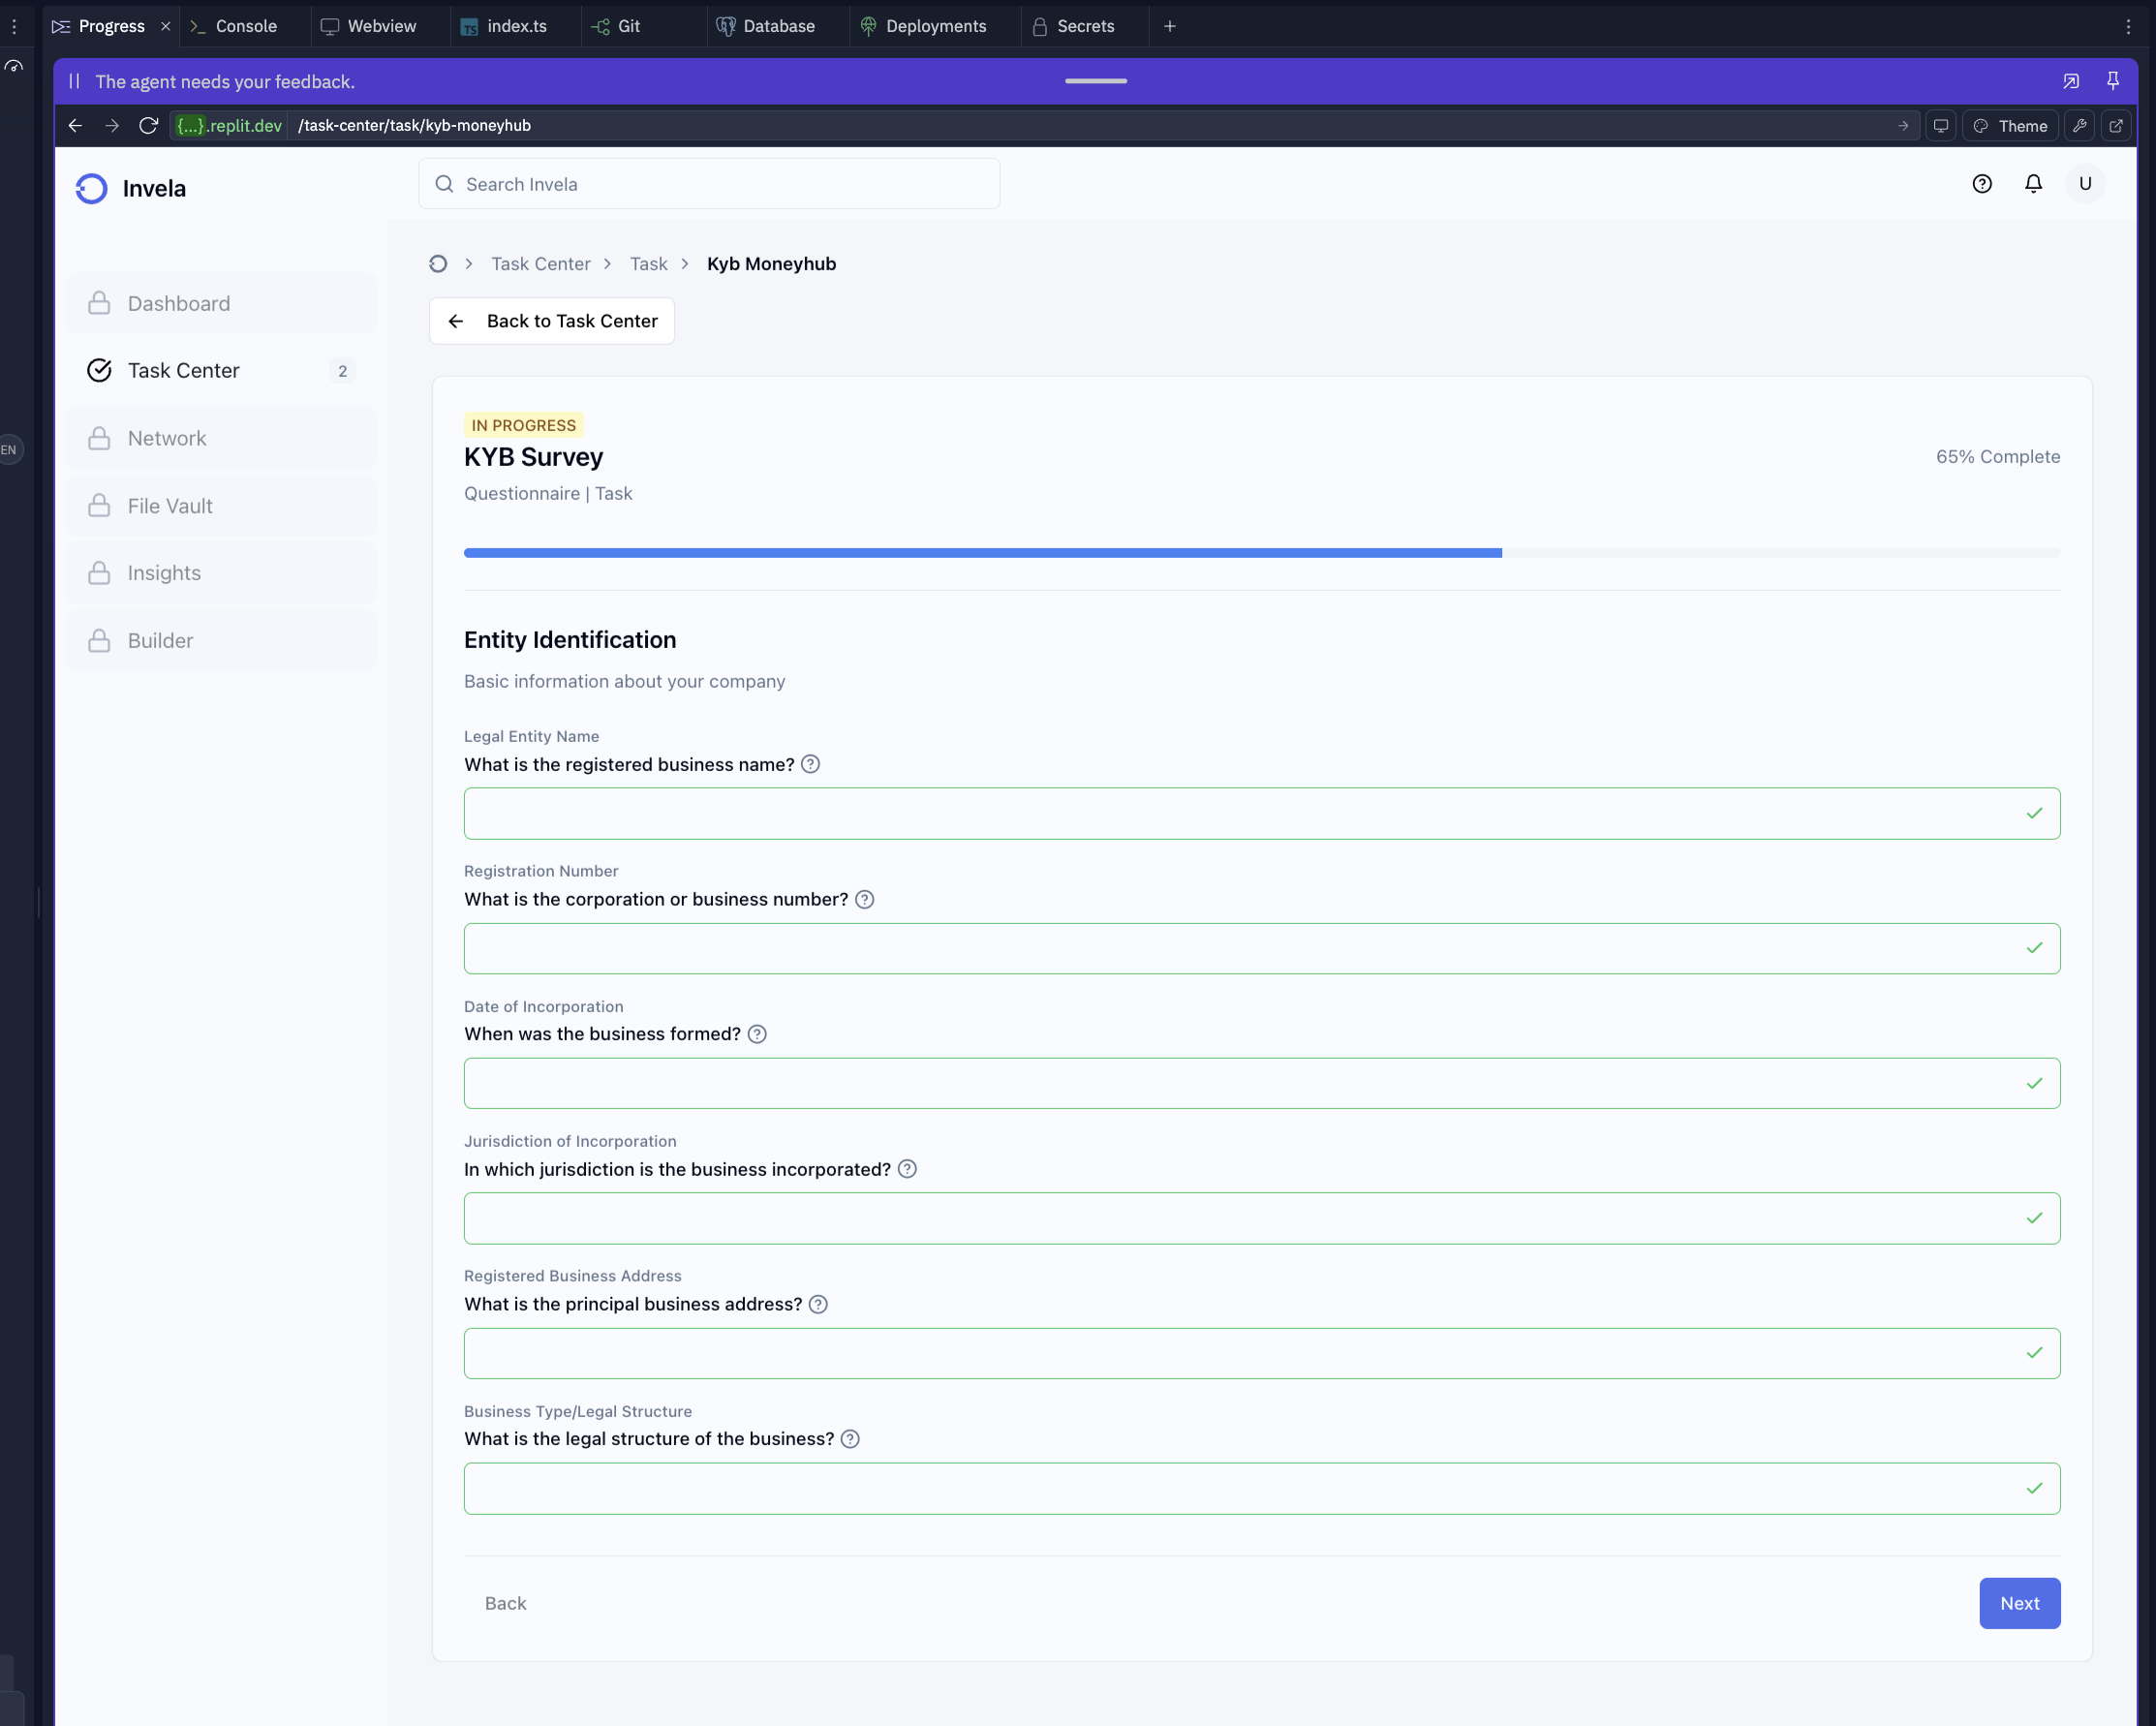 Progress
Console
Webview
TS index.ts
Git
Database
Deployments
Secrets
The agent needs your feedback.
{...}.replit.dev /task-center/task/kyb-moneyhub
Theme
Invela
Search Invela
U
Dashboard
Task Center 2
Network
File Vault
Insights
Builder
EN
Task Center > Task > Kyb Moneyhub
Back to Task Center
IN PROGRESS
KYB Survey
65% Complete
Questionnaire | Task
Entity Identification
Basic information about your company
Legal Entity Name
What is the registered business name?
Registration Number
What is the corporation or business number?
Date of Incorporation
When was the business formed?
Jurisdiction of Incorporation
In which jurisdiction is the business incorporated?
Registered Business Address
What is the principal business address?
Business Type/Legal Structure
What is the legal structure of the business?
Back
Next